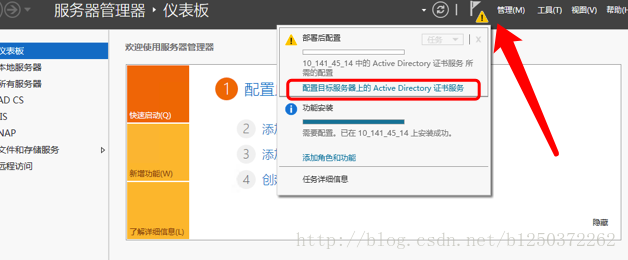 服务器管理器 • 仪表板
管理(M) 工具(T) 视图(V) 帮助(H
仪表板
本地服务器
所有服务器
AD CS
IIS
NAP
文件和存储服务
远程访问
欢迎使用服务器管理器
快速启动(Q)
新增功能(W)
了解详细信息(L)
1 配置
2 添加
3 添加
4 创建
隐藏
部署后配置
任务
X
10_141_45_14 中的 Active Directory 证书服务 所
需的配置
配置目标服务器上的 Active Directory 证书服务
功能安装
需要配置。已在 10_141_45_14 上安装成功。
添加角色和功能
任务详细信息
http://blog.csdn.net/b1250372262